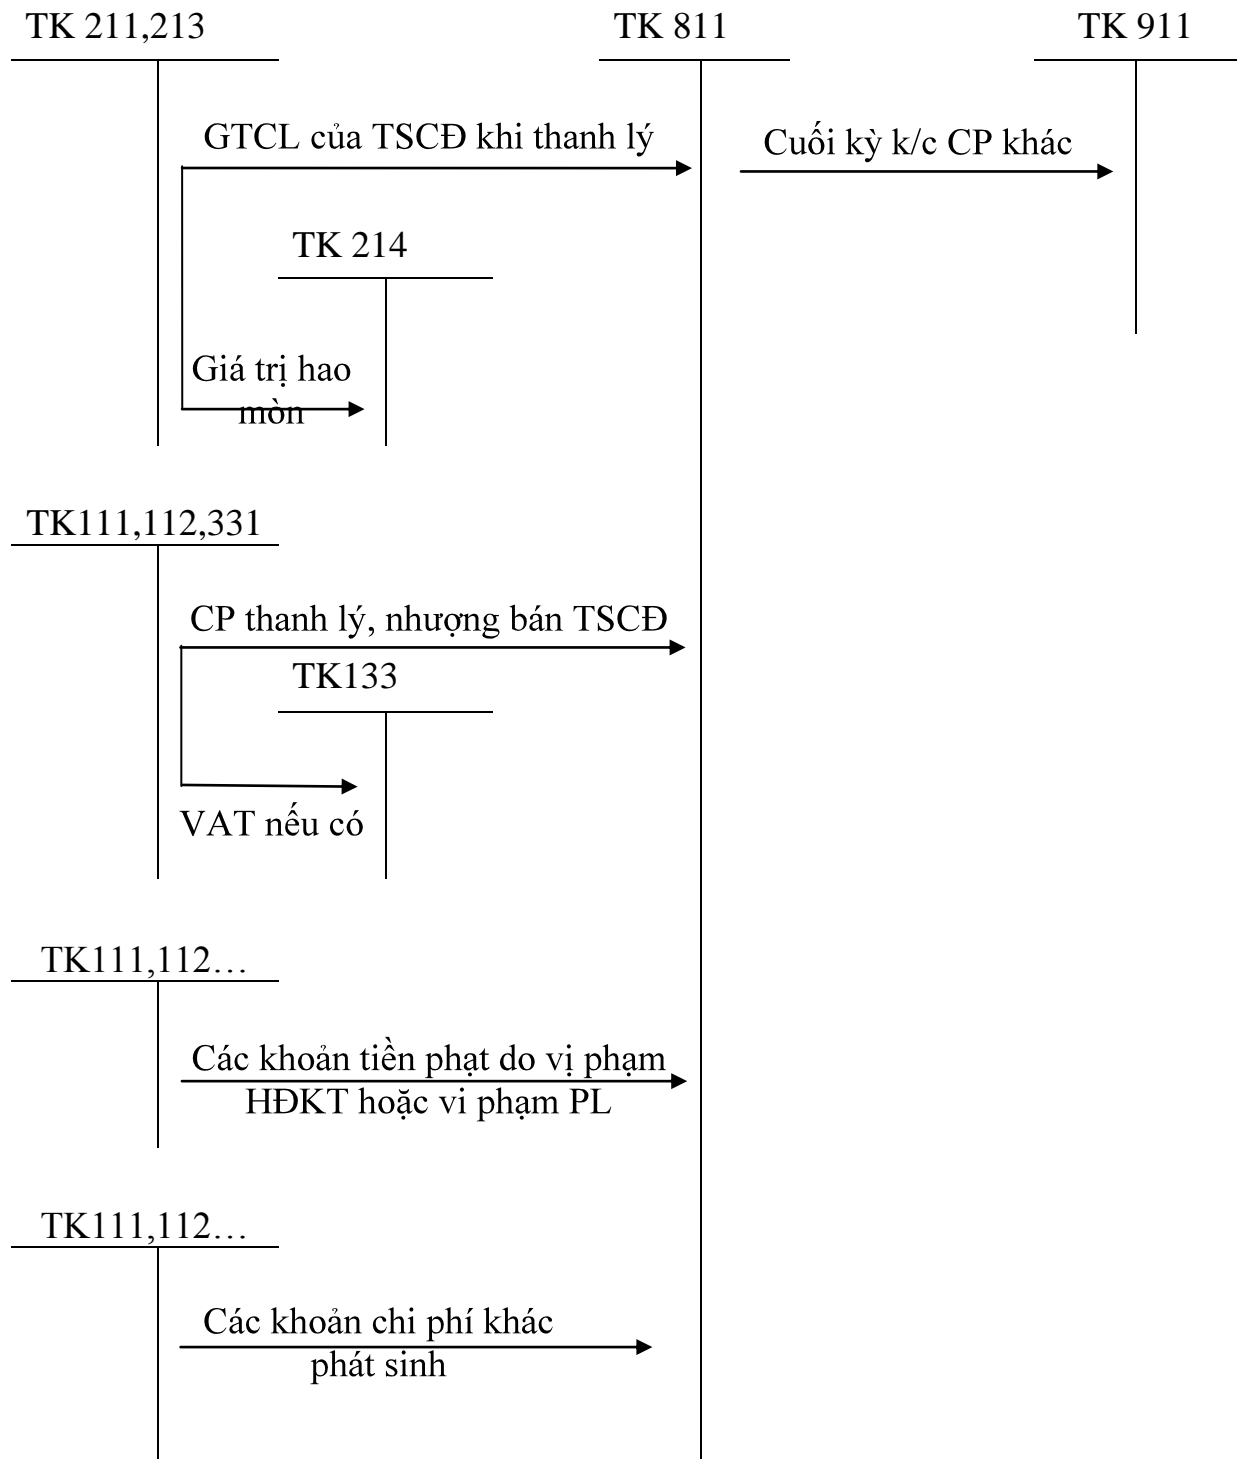 TK 211,213
TK 811
TK 911
GTCL của TSCĐ khi thanh lý
Cuối kỳ k/c CP khác
TK 214
Giá trị hao
mòn
TK111,112,331
CP thanh lý, nhượng bán TSCĐ
TK133
VAT nếu có
TK111,112…
Các khoản tiền phạt do vị phạm
HĐKT hoặc vi phạm PL
TK111,112…
Các khoản chi phí khác
phát sinh